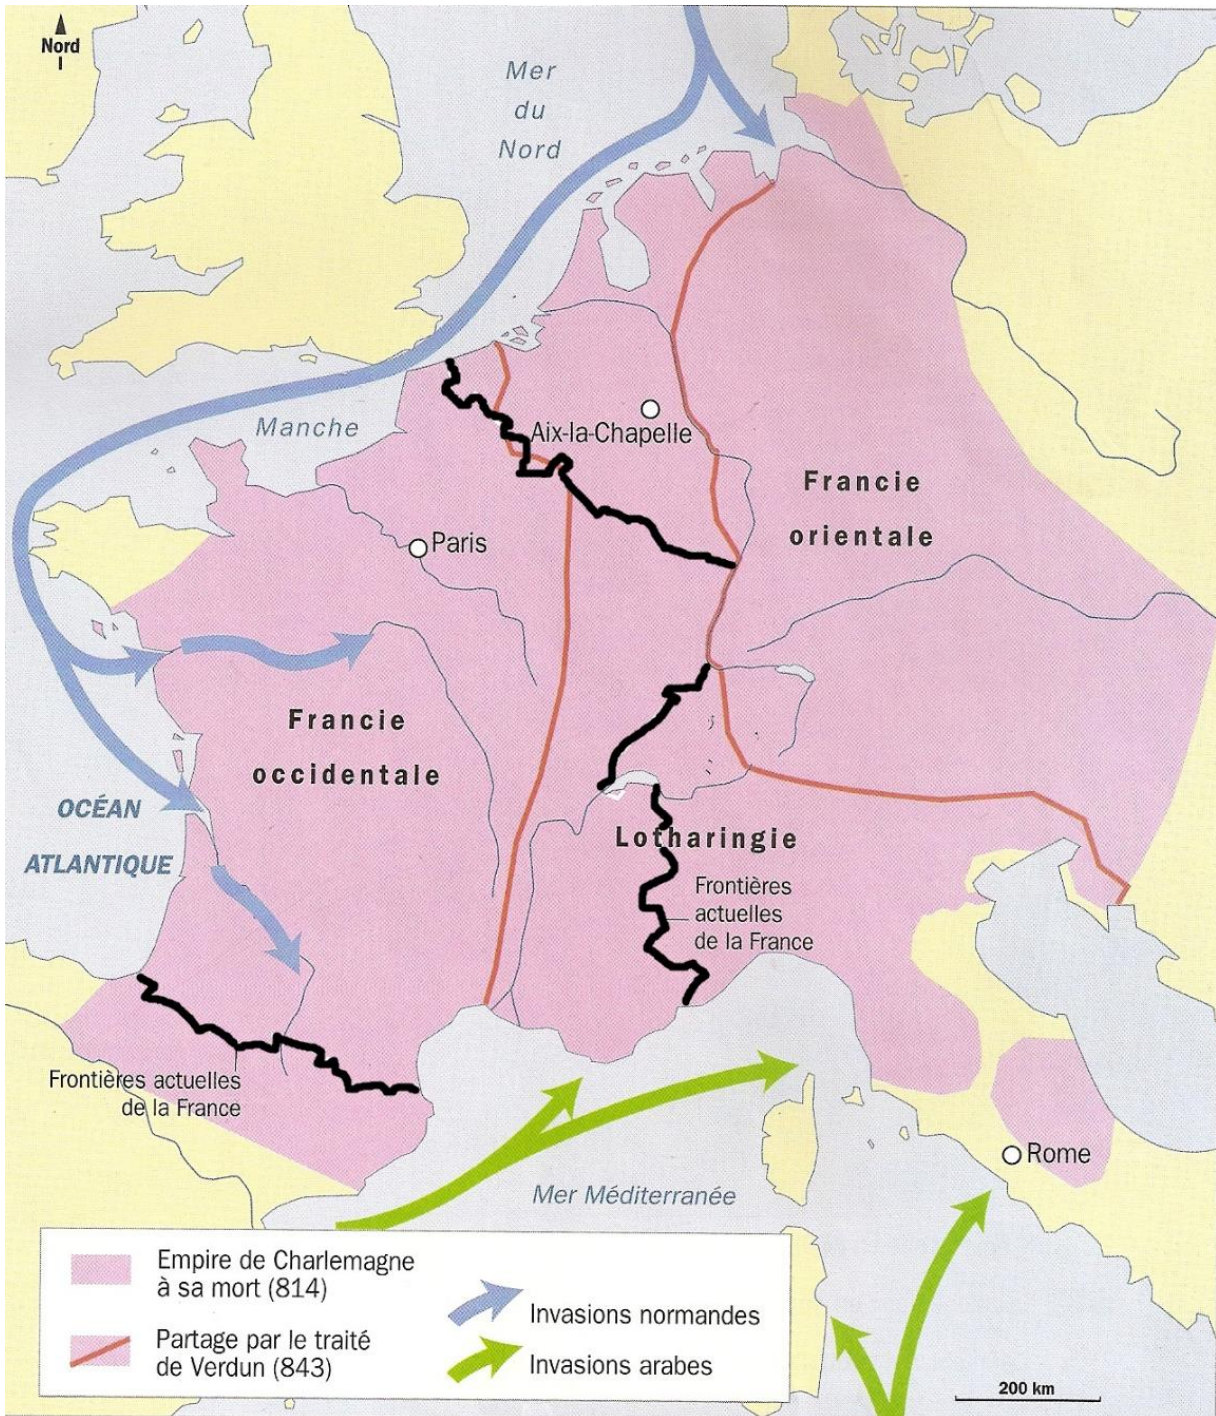 Nord
Mer
du
Nord
Manche
Aix-la-Chapelle
Paris
Francie
orientale
Francie
occidentale
OCÉAN
ATLANTIQUE
Lotharingie
Frontières
actuelles
de la France
Frontières actuelles
de la France
Rome
Mer Méditerranée
Empire de Charlemagne
à sa mort (814)
Partage par le traité
de Verdun (843)
Invasions normandes
Invasions arabes
200 km